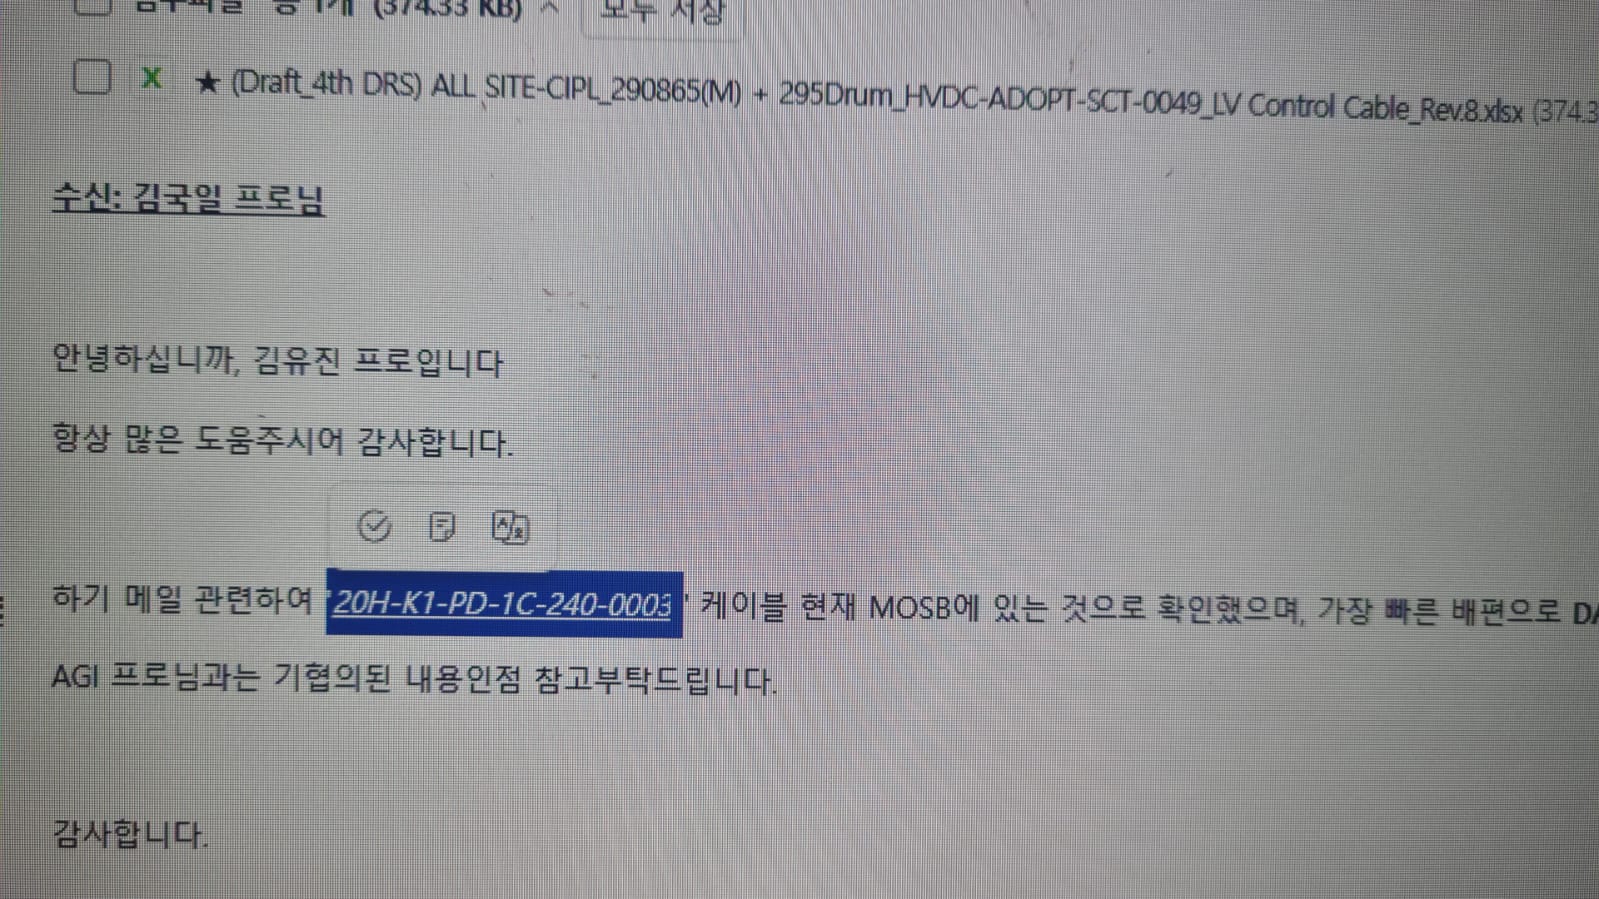 첨부파일 총 1개 (374.33 KB) 모두 저장
★ (Draft_4th DRS) ALL SITE-CIPL_290865(M) + 295Drum_HVDC-ADOPT-SCT-0049_LV Control Cable_Rev.8.xlsx (374.3
수신: 김국일 프로님
안녕하십니까, 김유진 프로입니다
항상 많은 도움주시어 감사합니다.
하기 메일 관련하여 '20H-K1-PD-1C-240-0003' 케이블 현재 MOSB에 있는 것으로 확인했으며, 가장 빠른 배편으로 DA
AGI 프로님과는 기협의된 내용인점 참고부탁드립니다.
감사합니다.